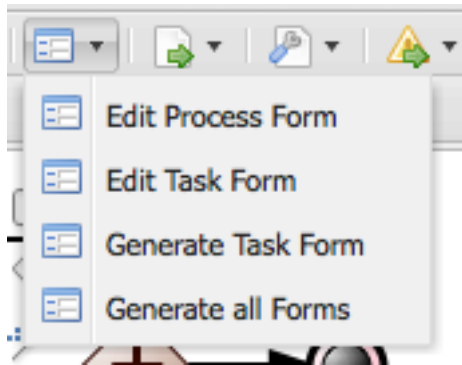 Edit Process Form
Edit Task Form
Generate Task Form
Generate all Forms